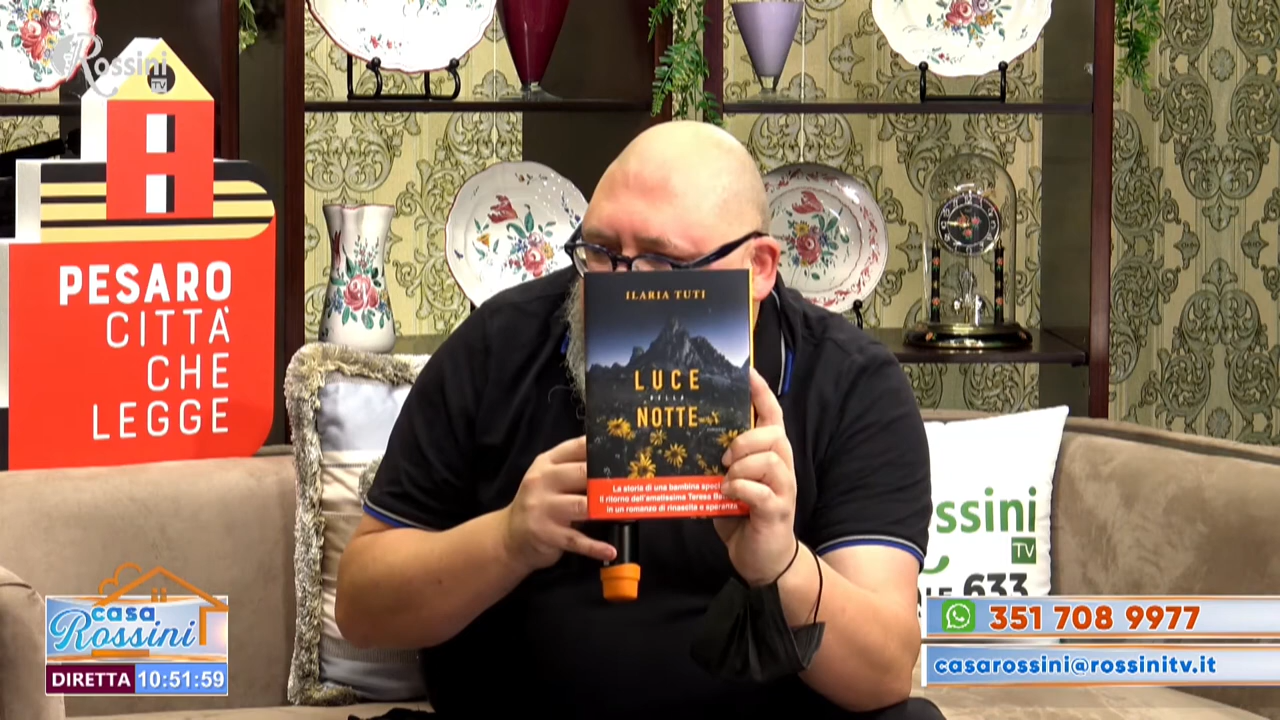 Rossini
TV
PESARO
CITTÀ
CHE
LEGGE
ILARIA TUTI
LUCE
DELLA
NOTTE
La storia di una bambina
Il ritorno dell'amatissima Teresa
in un romanzo di rinascita e speranza
ssini
TV
633
casa
Rossini
DIRETTA 10:51:59
351 708 9977
casarossini@rossinitv.it